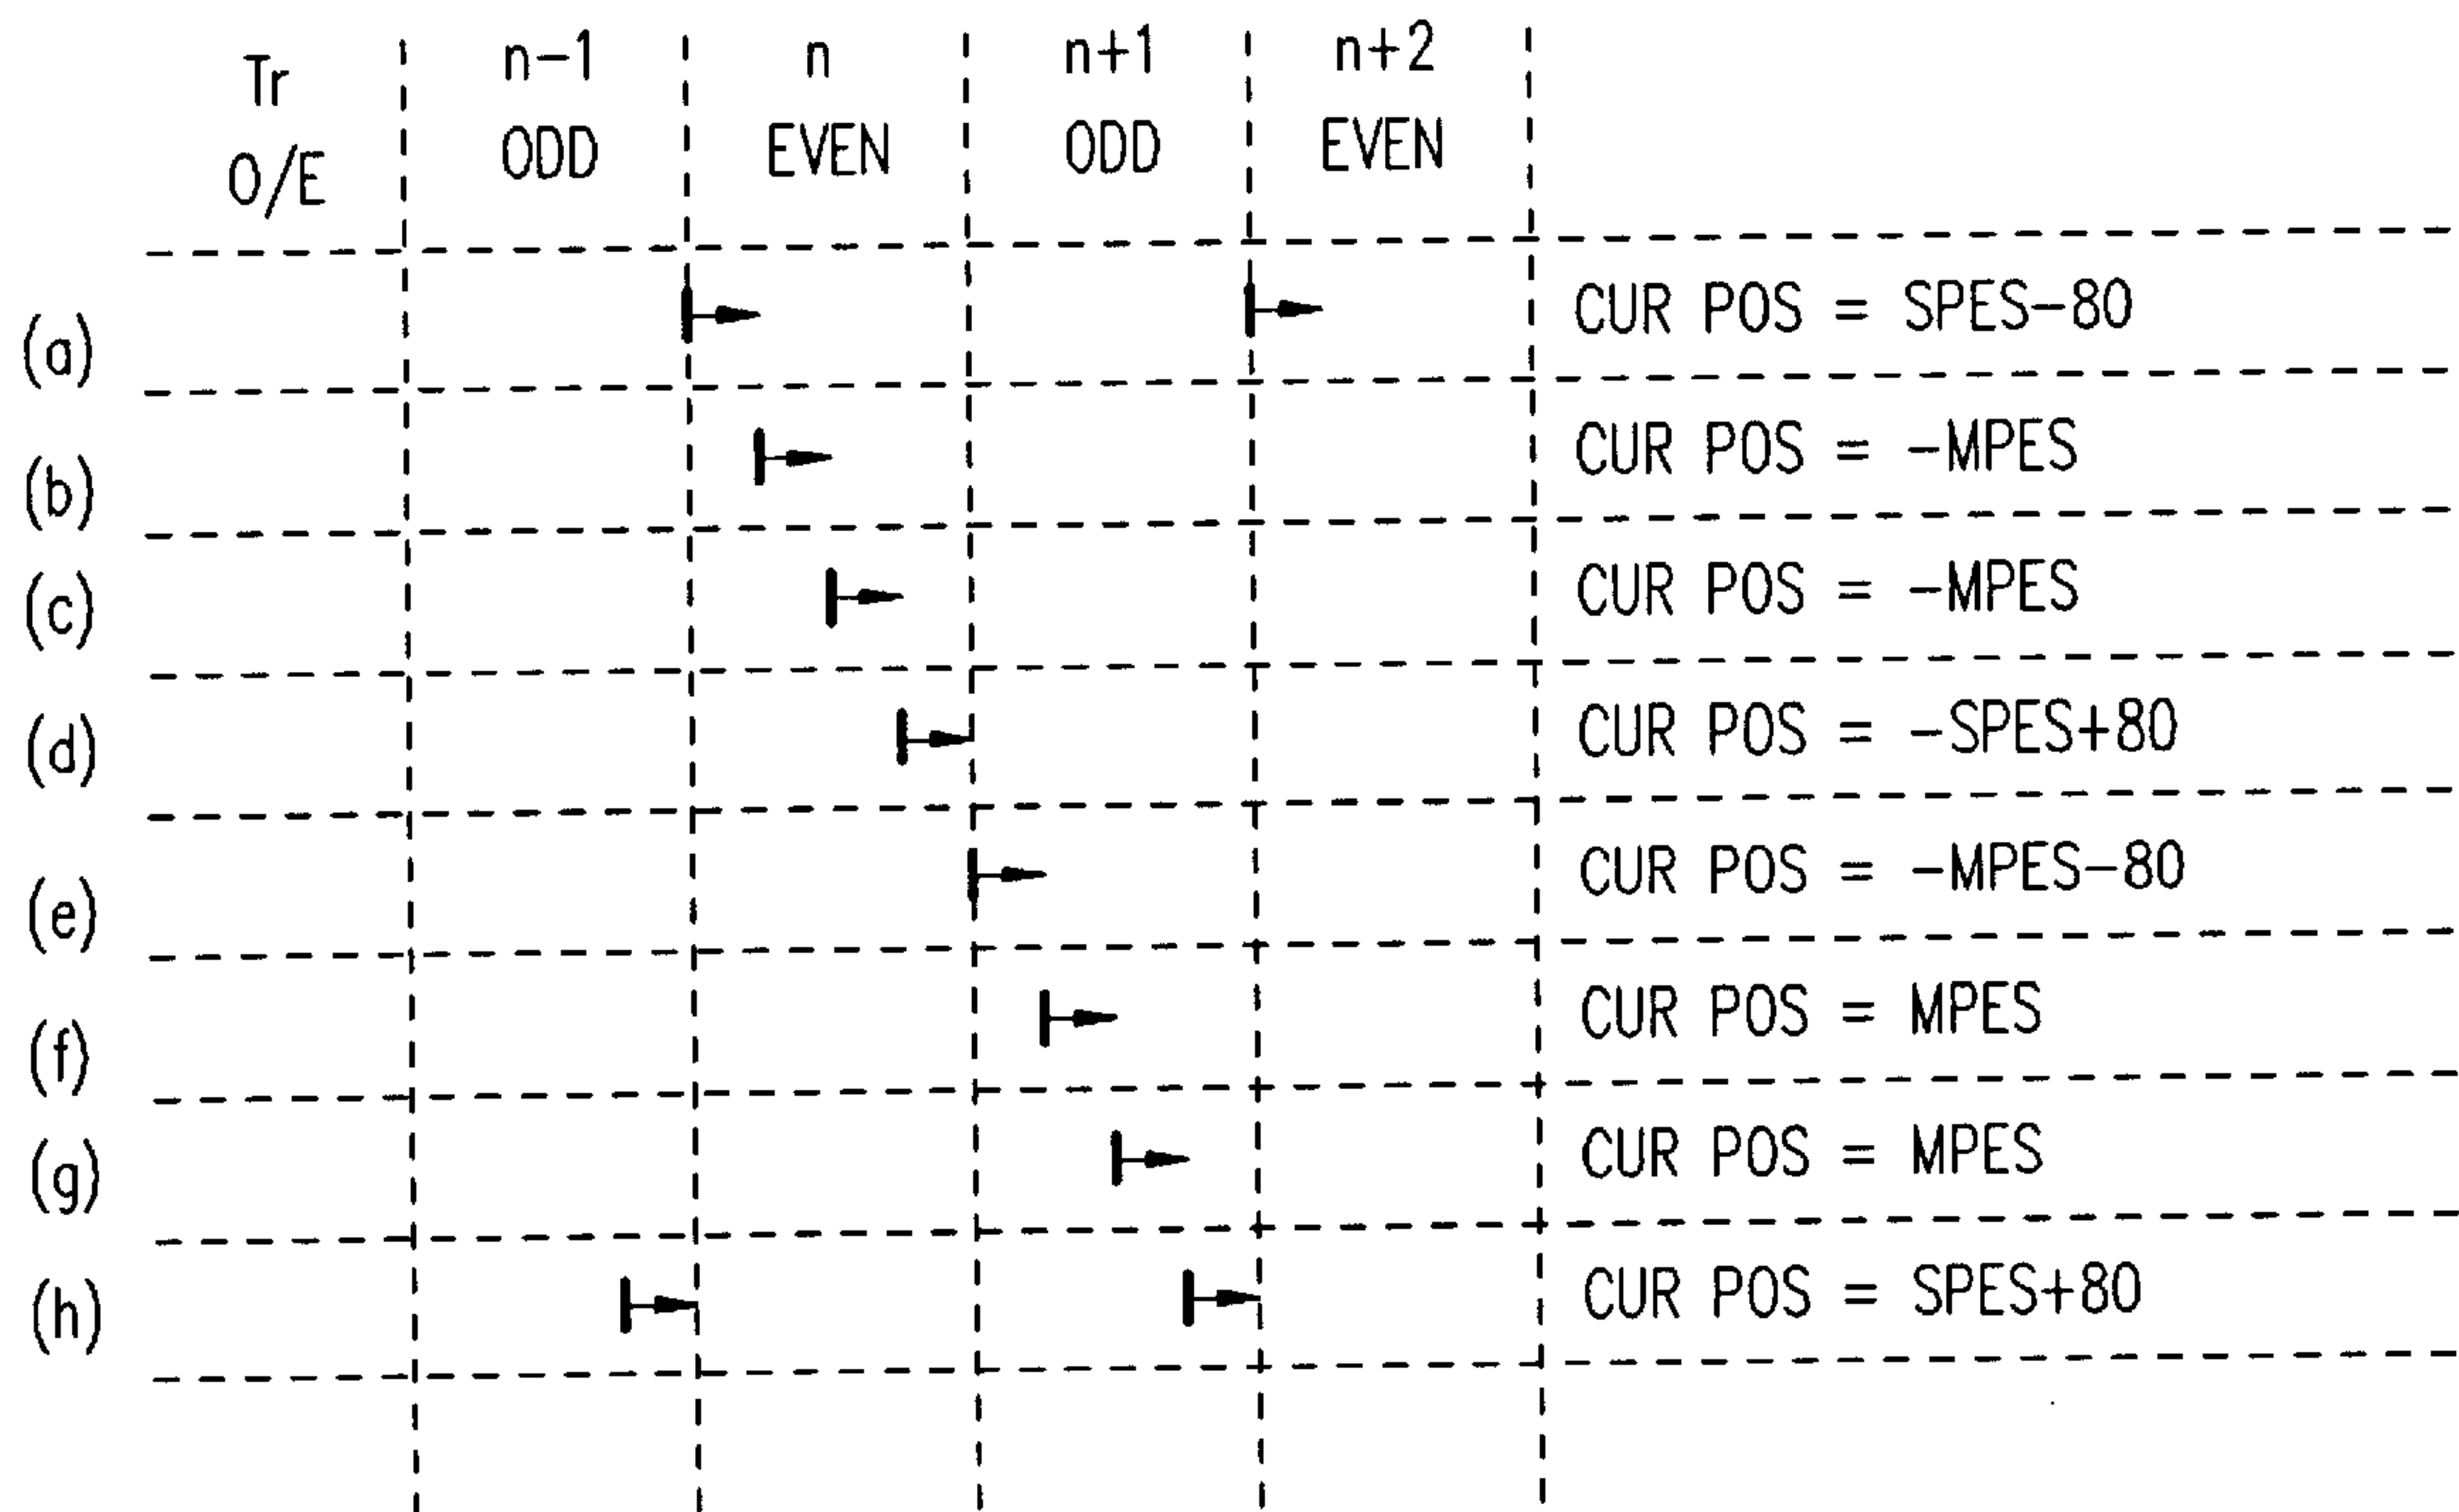 Tr n-1 n n+1 n+2
O/E ODD EVEN ODD EVEN
(a) CUR POS = SPES-80
(b) CUR POS = -MPES
(c) CUR POS = -MPES
(d) CUR POS = -SPES+80
(e) CUR POS = -MPES-80
(f) CUR POS = MPES
(g) CUR POS = MPES
(h) CUR POS = SPES+80